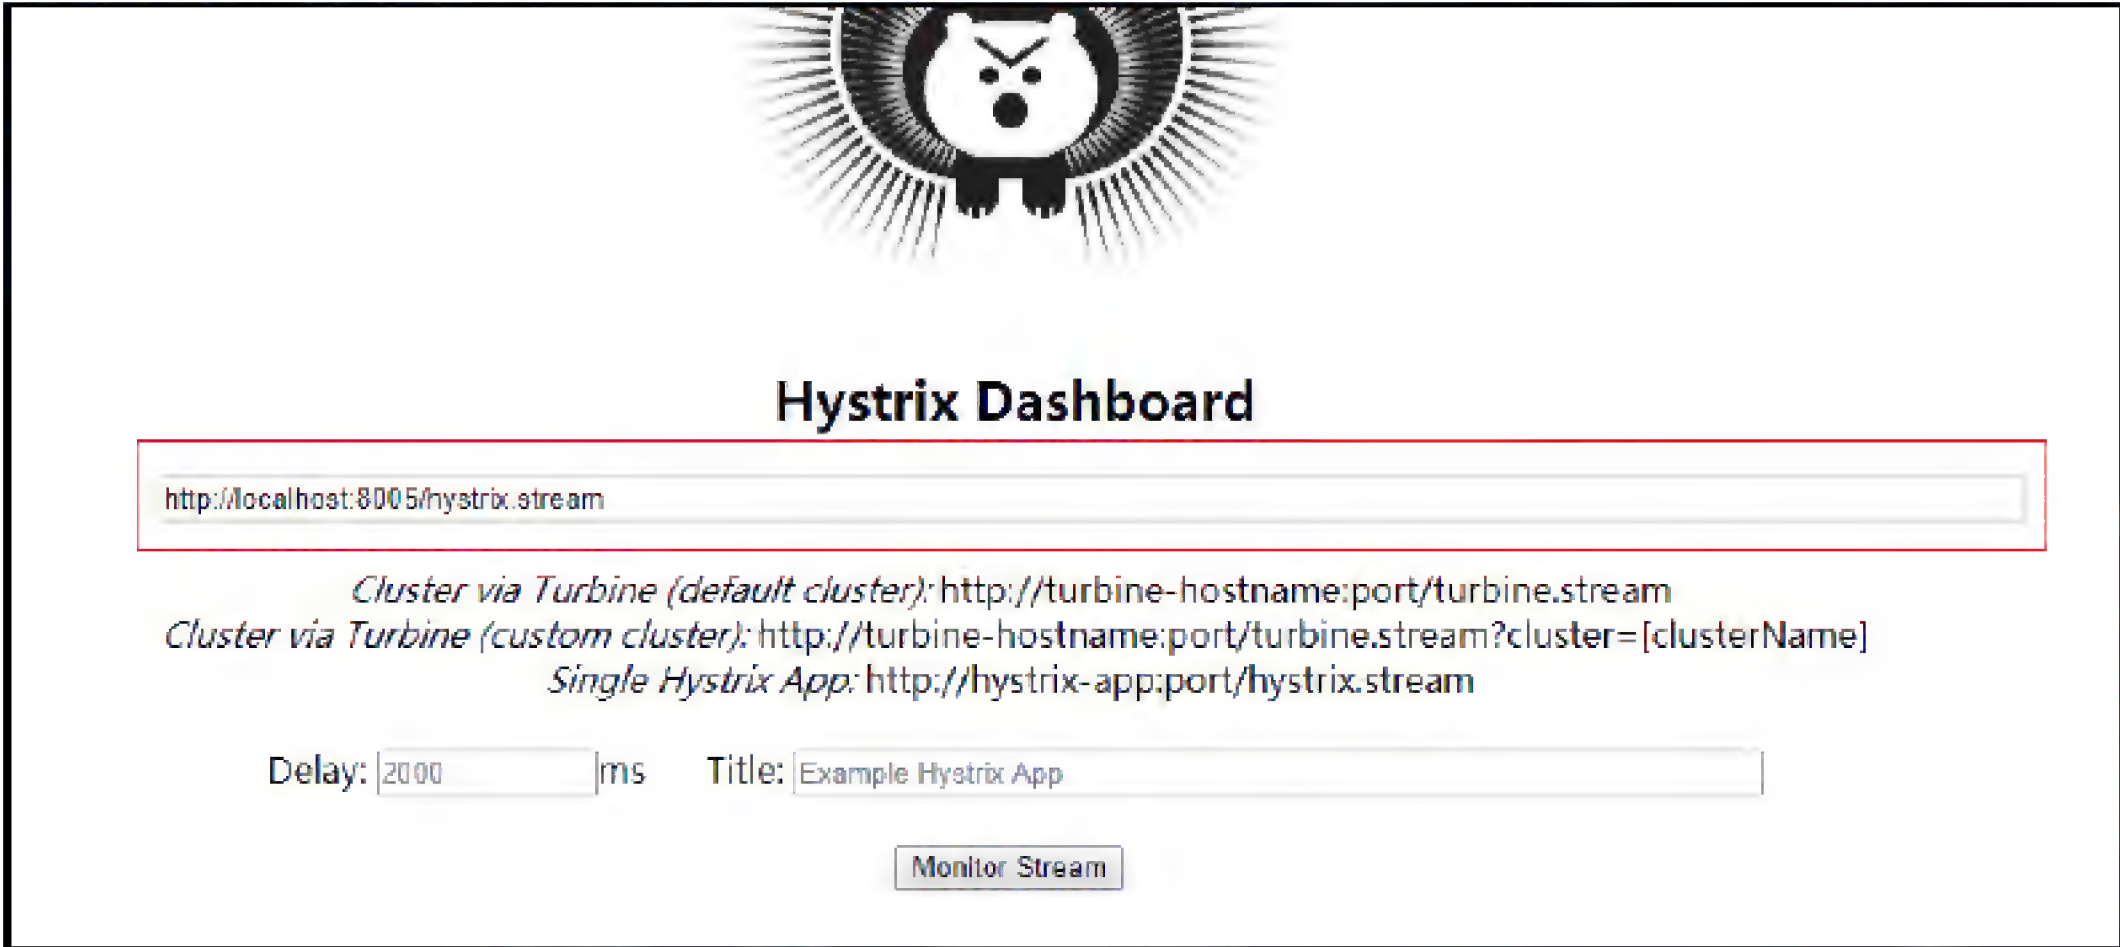 Hystrix Dashboard
http://localhost:8005/hystrix.stream
Cluster via Turbine (default cluster): http://turbine-hostname:port/turbine.stream
Cluster via Turbine (custom cluster): http://turbine-hostname:port/turbine.stream?cluster=[clusterName]
Single Hystrix App: http://hystrix-app:port/hystrix.stream
Delay: 2000 ms Title: Example Hystrix App
Monitor Stream